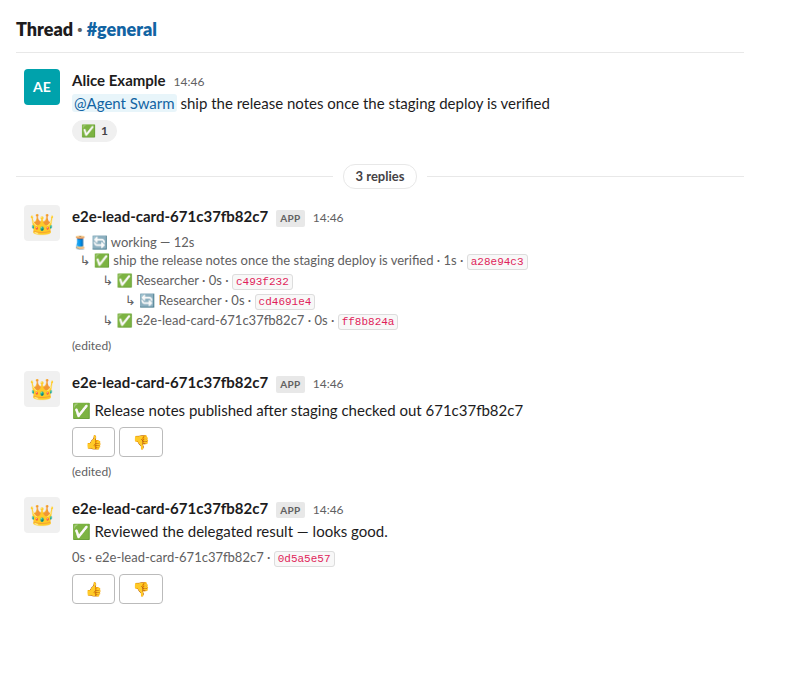 Thread • #general
AE
Alice Example 14:46
@Agent Swarm ship the release notes once the staging deploy is verified
✅ 1
3 replies
e2e-lead-card-671c37fb82c7 APP 14:46
🧵 🔄 working — 12s
↳ ✅ ship the release notes once the staging deploy is verified · 1s · a28e94c3
↳ ✅ Researcher · 0s · c493f232
↳ 🔄 Researcher · 0s · cd4691e4
↳ ✅ e2e-lead-card-671c37fb82c7 · 0s · ff8b824a
(edited)
e2e-lead-card-671c37fb82c7 APP 14:46
✅ Release notes published after staging checked out 671c37fb82c7
👍 👎
(edited)
e2e-lead-card-671c37fb82c7 APP 14:46
✅ Reviewed the delegated result — looks good.
0s · e2e-lead-card-671c37fb82c7 · 0d5a5e57
👍 👎